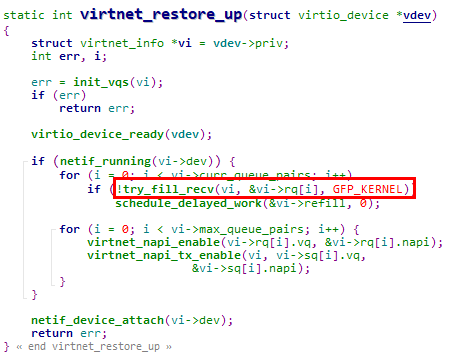 static int virtnet_restore_up(struct virtio_device *vdev)
{
struct virtnet_info *vi = vdev->priv;
int err, i;
err = init_vqs(vi);
if (err)
return err;
virtio_device_ready(vdev);
if (netif_running(vi->dev)) {
for (i = 0; i < vi->curr_queue_pairs; i++)
if (!try_fill_recv(vi, &vi->rq[i], GFP_KERNEL))
schedule_delayed_work(&vi->refill, 0);
for (i = 0; i < vi->max_queue_pairs; i++) {
virtnet_napi_enable(vi->rq[i].vq, &vi->rq[i].napi);
virtnet_napi_tx_enable(vi, vi->sq[i].vq,
&vi->sq[i].napi);
}
}
netif_device_attach(vi->dev);
return err;
} « end virtnet_restore_up »